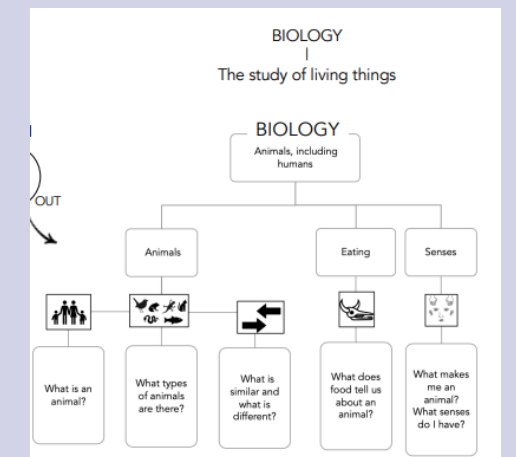 BIOLOGY
The study of living things
BIOLOGY
Animals, including
humans
OUT
Animals
Eating
Senses
What is an
animal?
What types
of animals
are there?
What is
similar and
what is
different?
What does
food tell us
about an
animal?
What makes
me an
animal?
What senses
do I have?